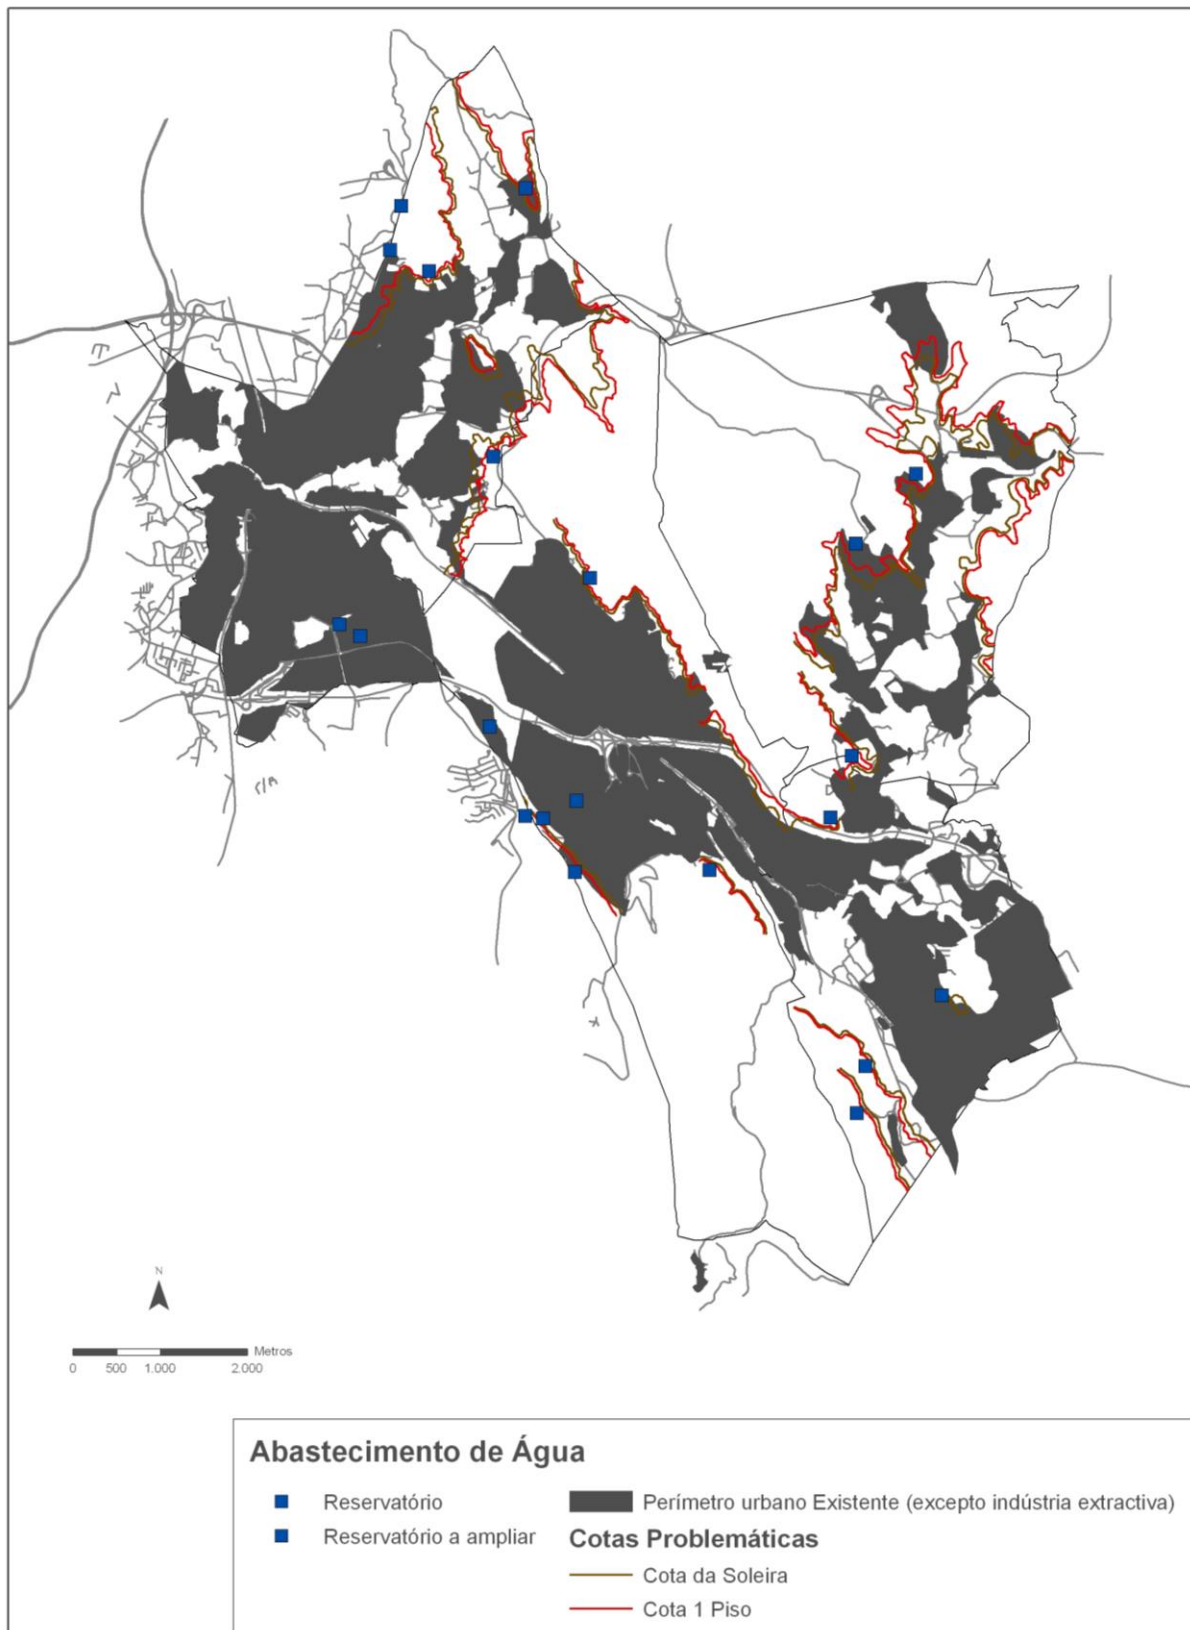 N
Metros
0 500 1.000 2.000
Abastecimento de Água
Reservatório
Reservatório a ampliar
Perímetro urbano Existente (excepto indústria extractiva)
Cotas Problemáticas
Cota da Soleira
Cota 1 Piso